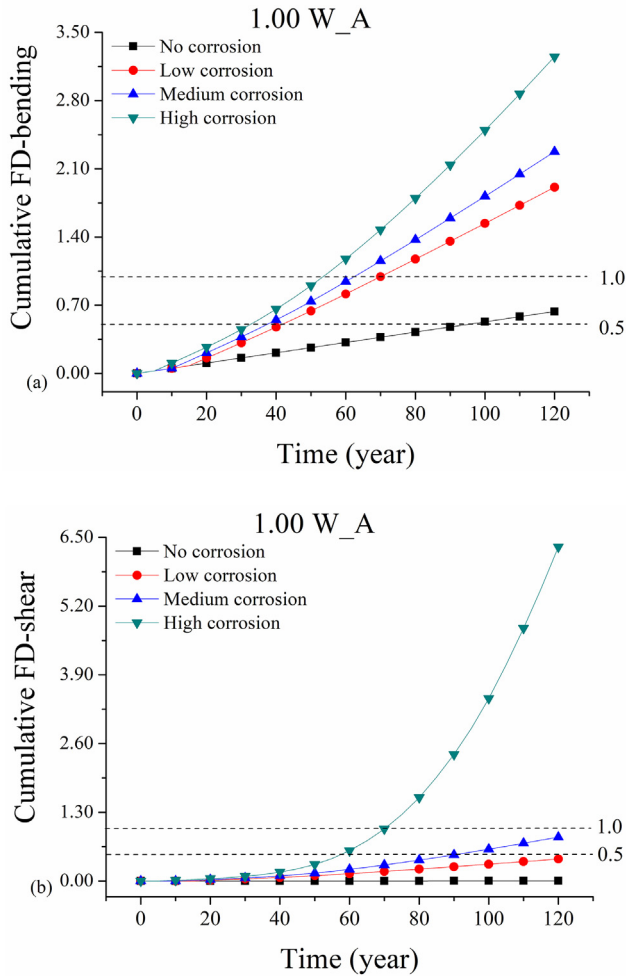 1.00 W_A
3.50
2.80
2.10
1.40
0.70
0.00
Cumulative FD-bending
No corrosion
Low corrosion
Medium corrosion
High corrosion
1.0
0.5
(a)
0 20 40 60 80 100 120
Time (year)
1.00 W_A
6.50
5.20
3.90
2.60
1.30
0.00
Cumulative FD-shear
No corrosion
Low corrosion
Medium corrosion
High corrosion
1.0
0.5
(b)
0 20 40 60 80 100 120
Time (year)